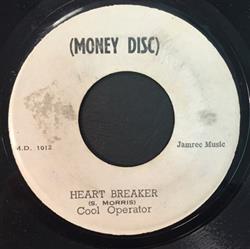 (MONEY DISC)
M.D. 1012
Jamrec Music
HEART BREAKER
(S. MORRIS)
Cool Operator